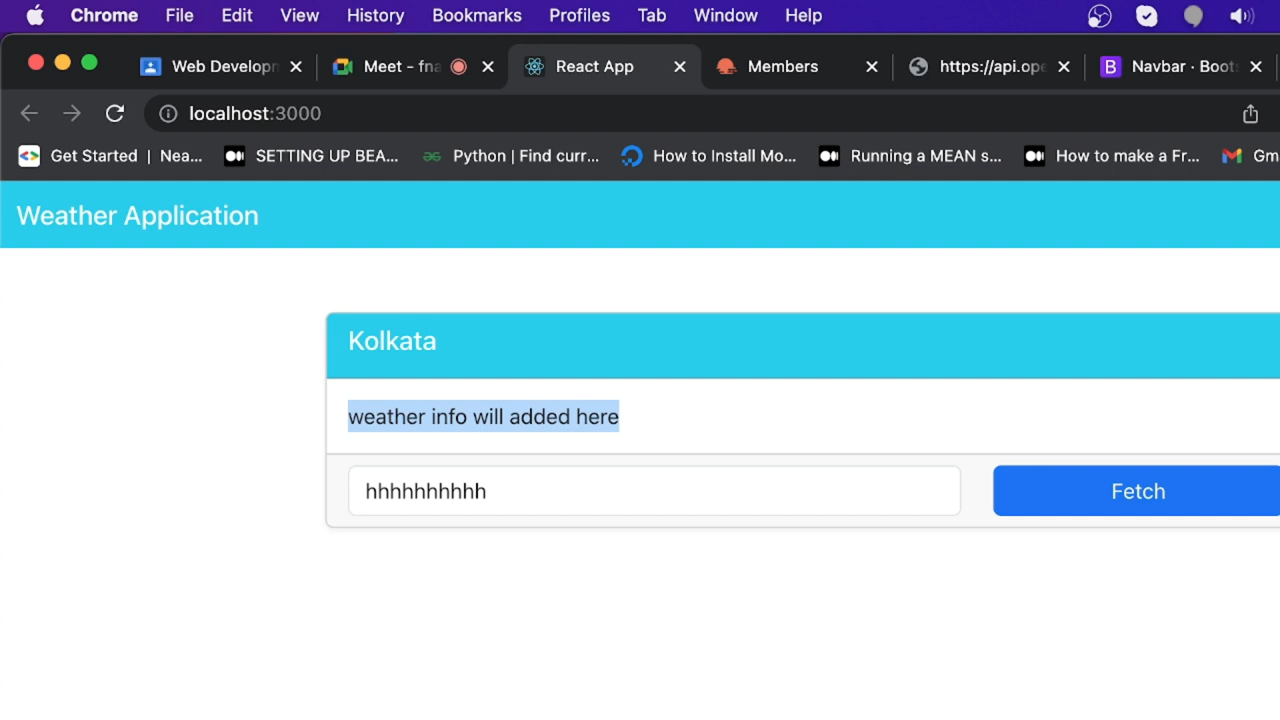 Chrome File Edit View History Bookmarks Profiles Tab Window Help
Web Developm Meet - fna React App Members https://api.ope Navbar · Boots
localhost:3000
Get Started | Nea... SETTING UP BEA... Python | Find curr... How to Install Mo... Running a MEAN s... How to make a Fr... Gm
Weather Application
Kolkata
weather info will added here
hhhhhhhhhh Fetch